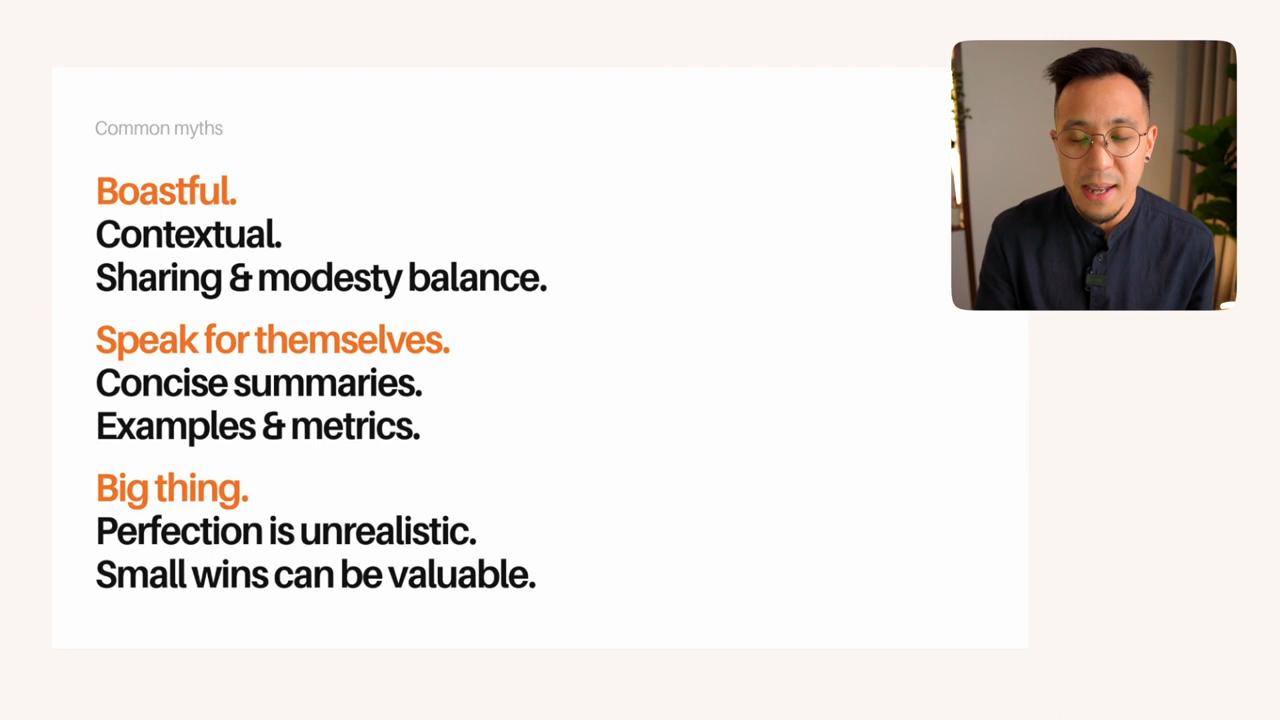 Common myths
Boastful.
Contextual.
Sharing & modesty balance.
Speak for themselves.
Concise summaries.
Examples & metrics.
Big thing.
Perfection is unrealistic.
Small wins can be valuable.